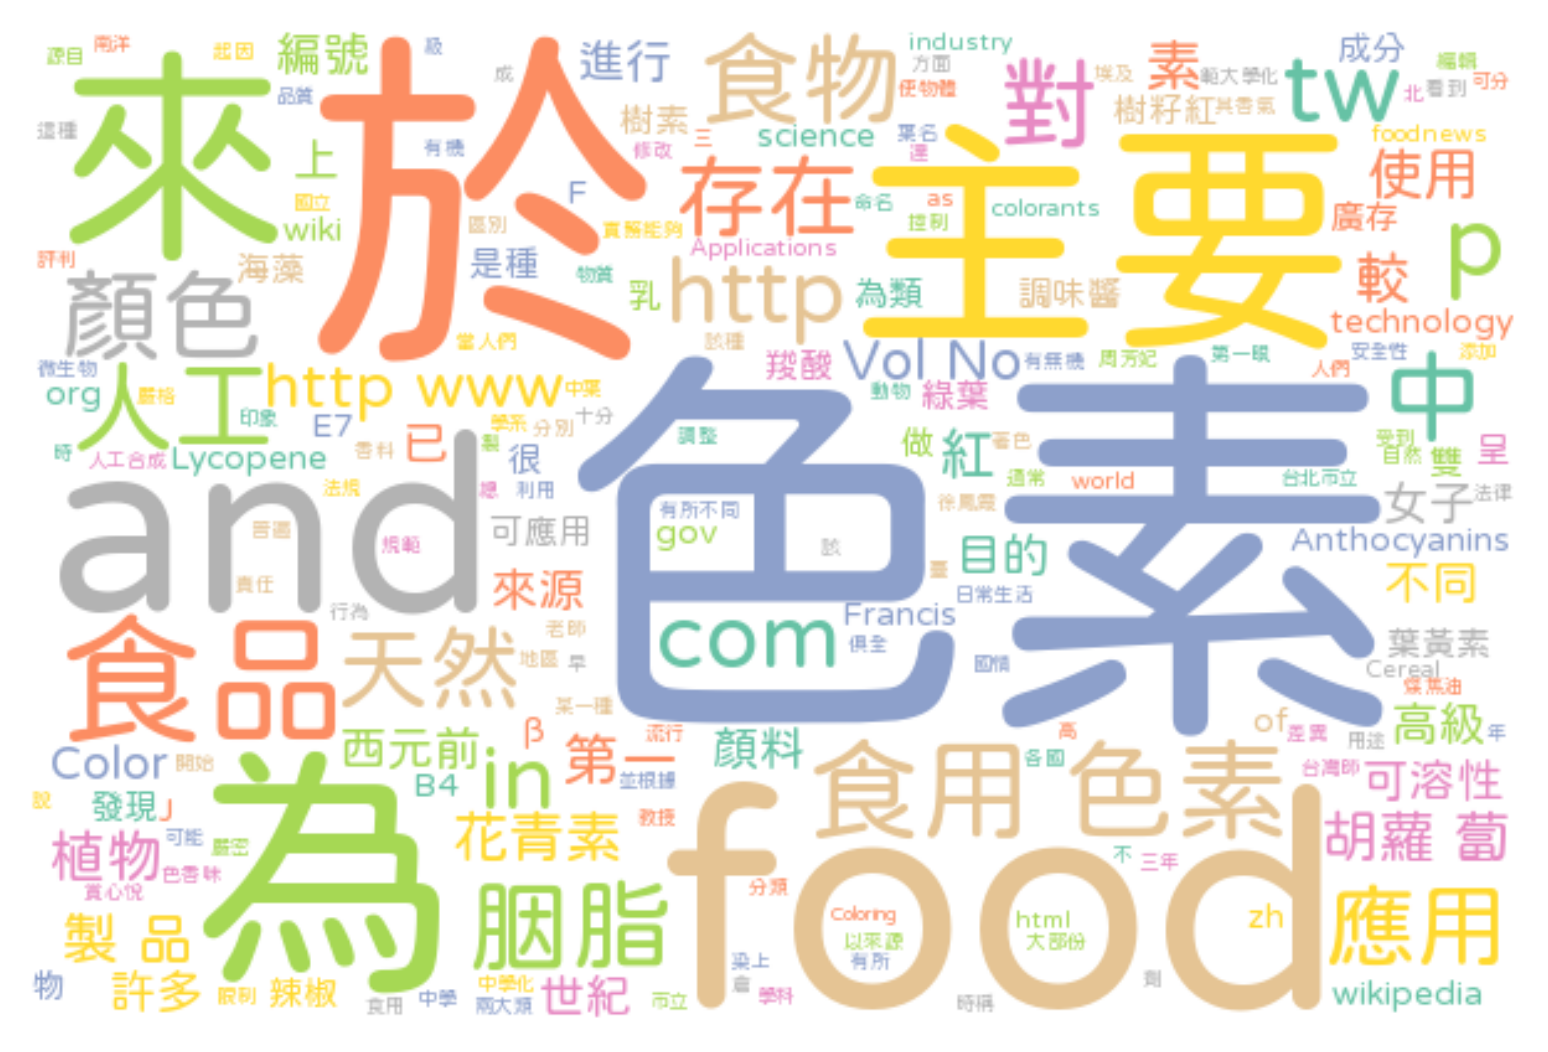 源目 南洋 起因 編號 級 進行 食物 industry 成分 編輯
來 於 成 方面 對 埃及 素 範大學化 tw 北 看到 可分
品質 便物體 樹籽紅 其香氣
這種 上 有機 樹素 三 science 葉名 foodnews
修改 存在 達 主要 使用
國立 F 命名 as colorants 廣存
wiki 區別 實務能夠 控制 p
評利 海藻 是種 物質 Applications
顏色 乳 http 為類 調味醬 較
當人們 該種 technology
微生物 人工 http www 中葉 羧酸 Vol No 有無機 周芳妃 第一眼 安全性 添加
org 嚴格 動物 綠葉 人們 中
印象 E7 學系 分別 十分 色素
時 人工合成 Lycopene 香料 已 製 很 調整 做 紅 著色 受到 自然 雙 呈
and 法規 總 利用 通常 world 台北市立 女子 法律
普遍 規範 可應用 有所不同 徐鳳霞
gov 該 目的 Anthocyanins
責任 來源 臺 日常生活 不同
行為 Francis
食品 天然 老師 com 俱全 葉黃素
地區 早 國情 Cereal
煤焦油
某一種 of
西元前 β 流行 顏料 高 差異 用途 高級 年
Color 開始 in 第一 並根據 食用色素 各國 台灣師 可溶性
B4
說 發現 J 為 food
植物 可能 嚴密 花青素 教授 不 三年 胡蘿蔔
色香味
賞心悅 胭脂 分類
製品 Coloring html zh 應用
以來源 大部份
物 許多 限制 辣椒 中學化 世紀 染上 有所
食用 中學 兩大類 市立 倉 學科 時稱 劑 wikipedia